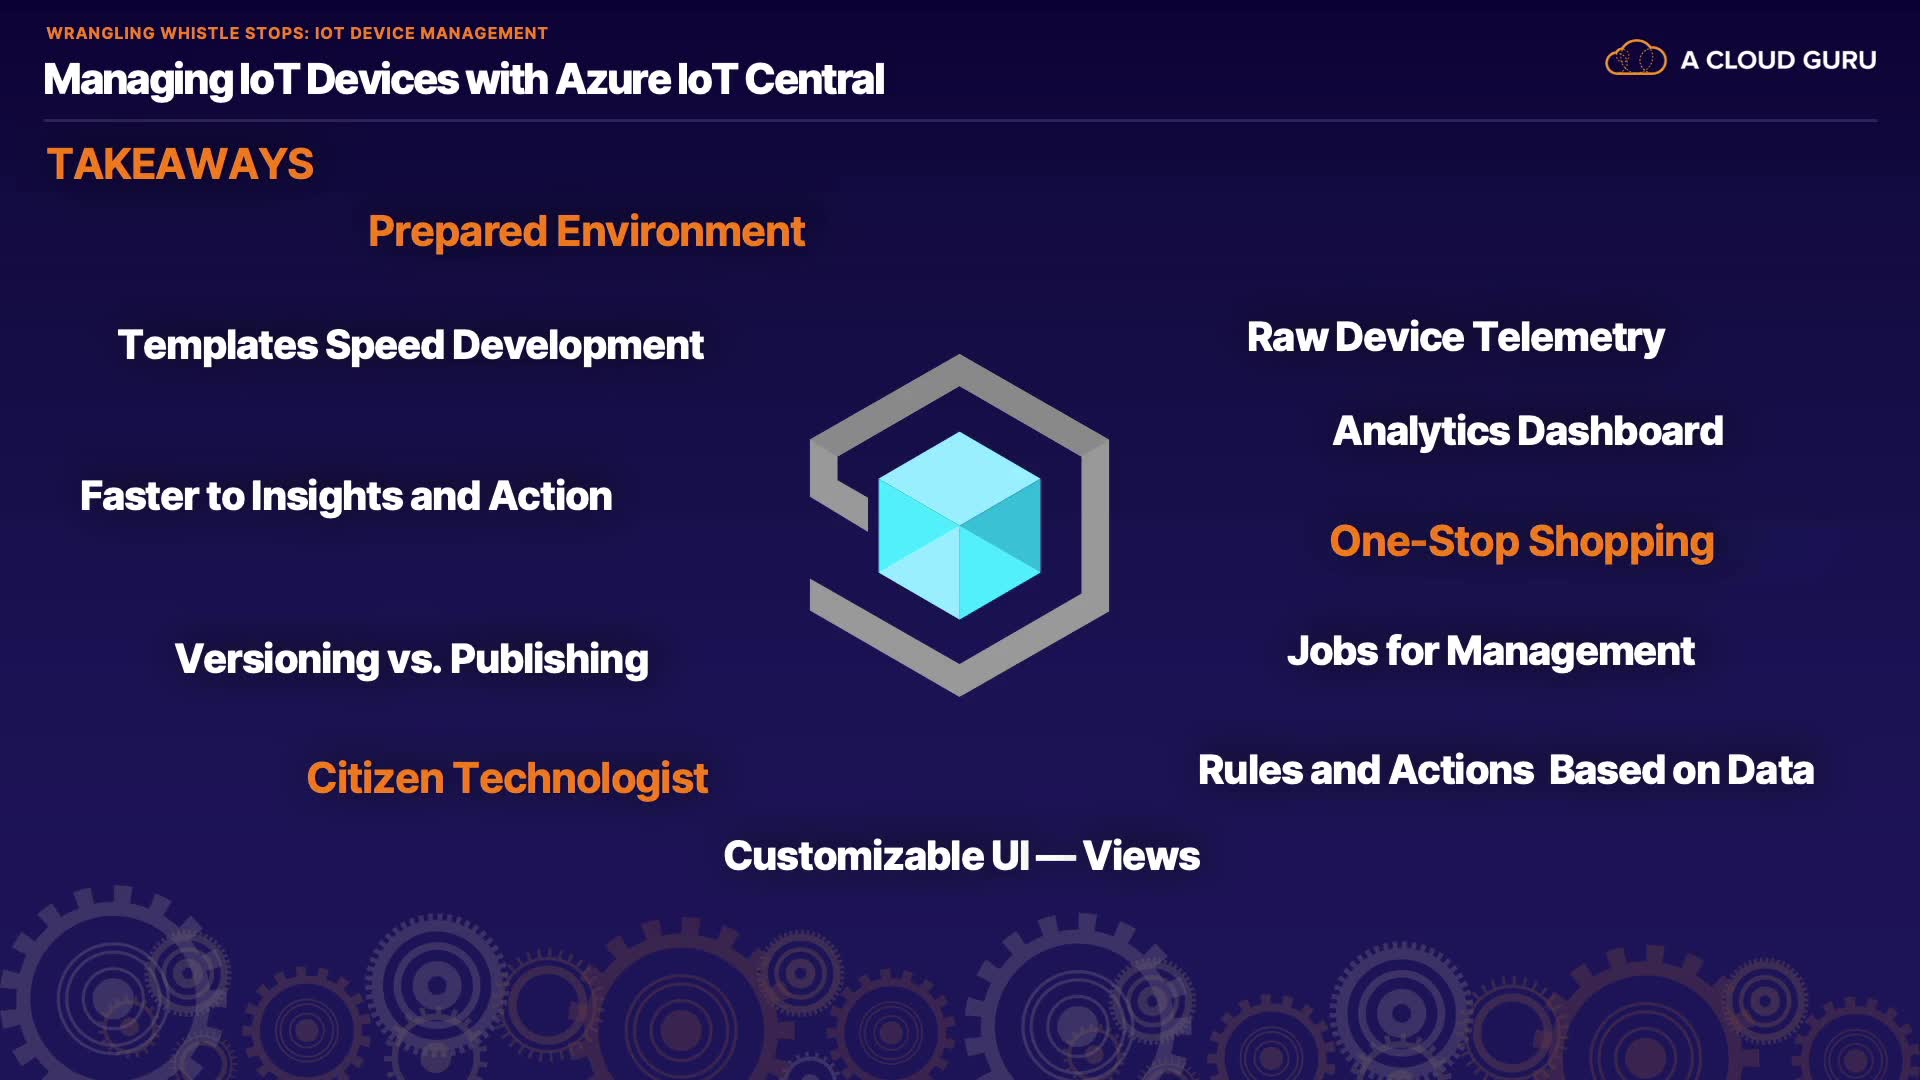 WRANGLING WHISTLE STOPS: IOT DEVICE MANAGEMENT
Managing IoT Devices with Azure IoT Central
A CLOUD GURU
TAKEAWAYS
Prepared Environment
Templates Speed Development
Faster to Insights and Action
Versioning vs. Publishing
Citizen Technologist
Customizable UI — Views
Raw Device Telemetry
Analytics Dashboard
One-Stop Shopping
Jobs for Management
Rules and Actions Based on Data